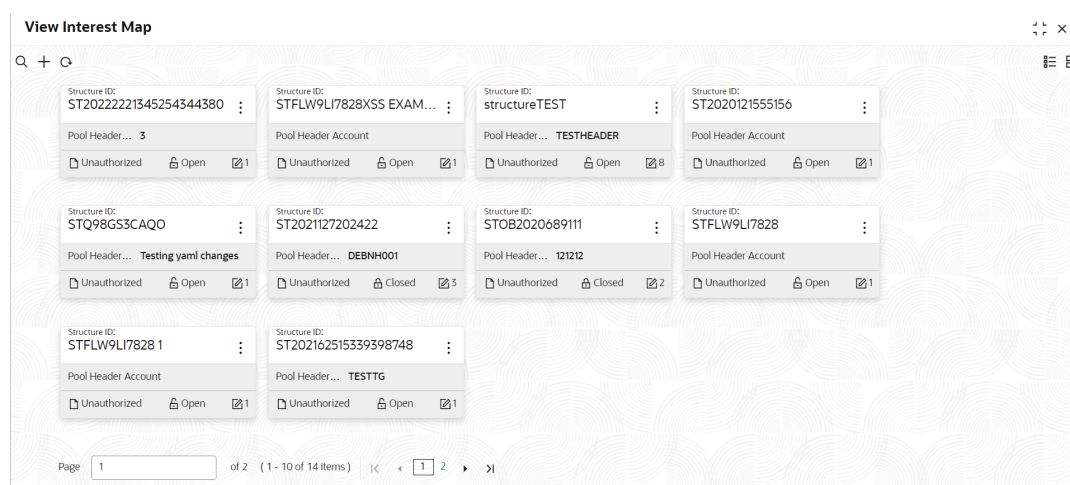 View Interest Map
Structure ID:
ST20222221345254344380
Pool Header... 3
Unauthorized Open 1
Structure ID:
STFLW9LI7828XSS EXAM...
Pool Header Account
Unauthorized Open 1
Structure ID:
structureTEST
Pool Header... TESTHEADER
Unauthorized Open 8
Structure ID:
ST2020121555156
Pool Header Account
Unauthorized Open 1
Structure ID:
STQ98GS3CAQO
Pool Header... Testing yaml changes
Unauthorized Open 1
Structure ID:
ST2021127202422
Pool Header... DEBNH001
Unauthorized Closed 3
Structure ID:
STOB2020689111
Pool Header... 121212
Unauthorized Closed 2
Structure ID:
STFLW9LI7828
Pool Header Account
Unauthorized Open 1
Structure ID:
STFLW9LI7828 1
Pool Header Account
Unauthorized Open 1
Structure ID:
ST202162515339398748
Pool Header... TESTTG
Unauthorized Open 1
Page 1 of 2 ( 1 - 10 of 14 items ) 1 2